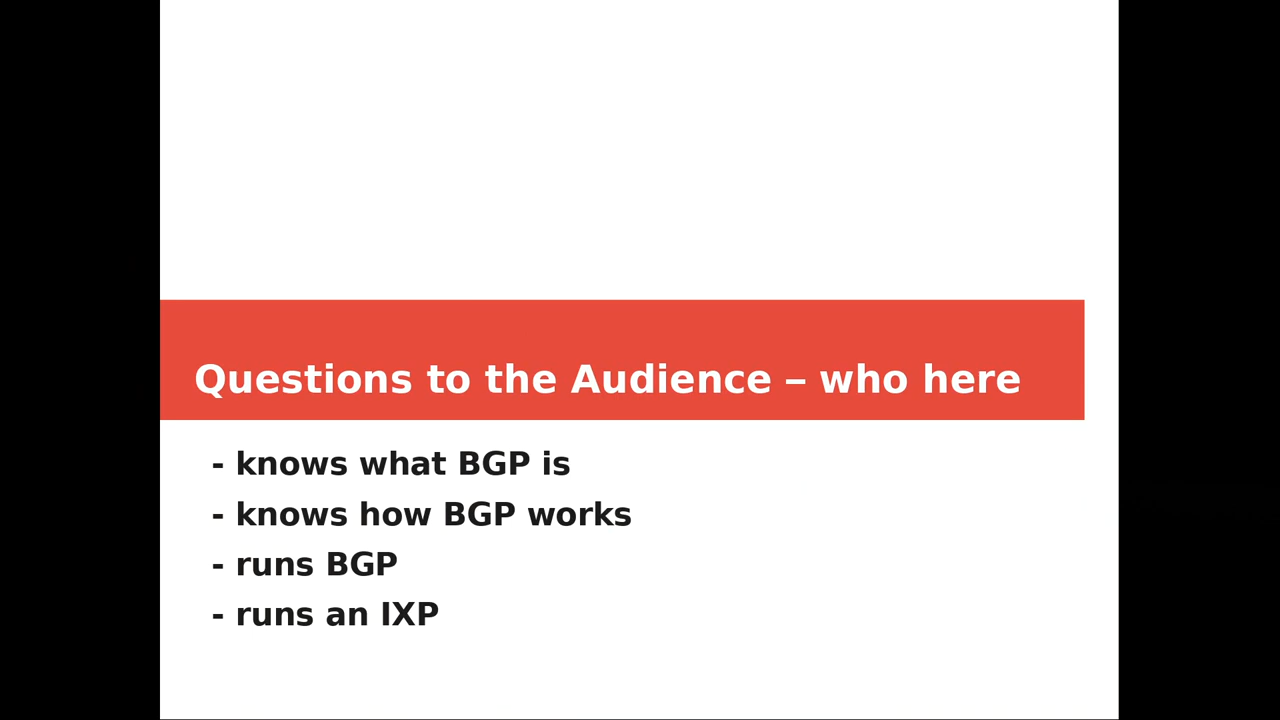 Questions to the Audience – who here
- knows what BGP is
- knows how BGP works
- runs BGP
- runs an IXP